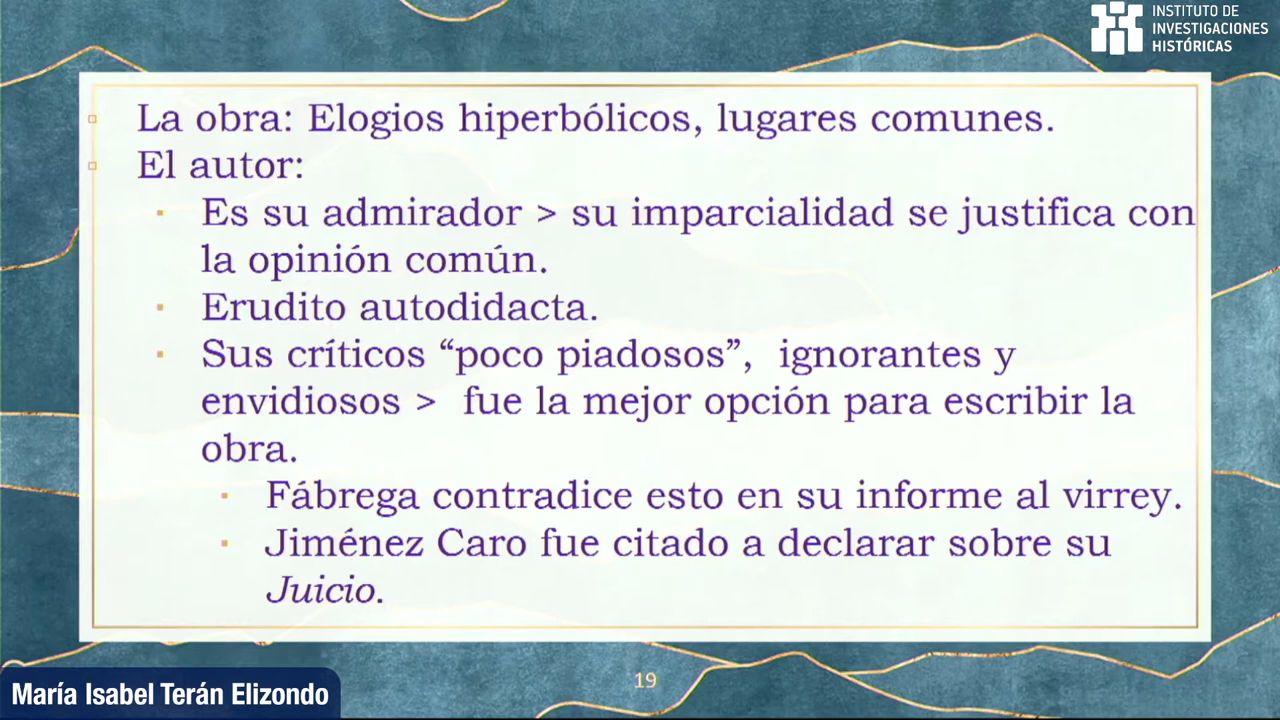 INSTITUTO DE
INVESTIGACIONES
HISTÓRICAS
La obra: Elogios hiperbólicos, lugares comunes.
El autor:
Es su admirador > su imparcialidad se justifica con
la opinión común.
Erudito autodidacta.
Sus críticos “poco piadosos”, ignorantes y
envidiosos > fue la mejor opción para escribir la
obra.
Fábrega contradice esto en su informe al virrey.
Jiménez Caro fue citado a declarar sobre su
Juicio.
19
María Isabel Terán Elizondo